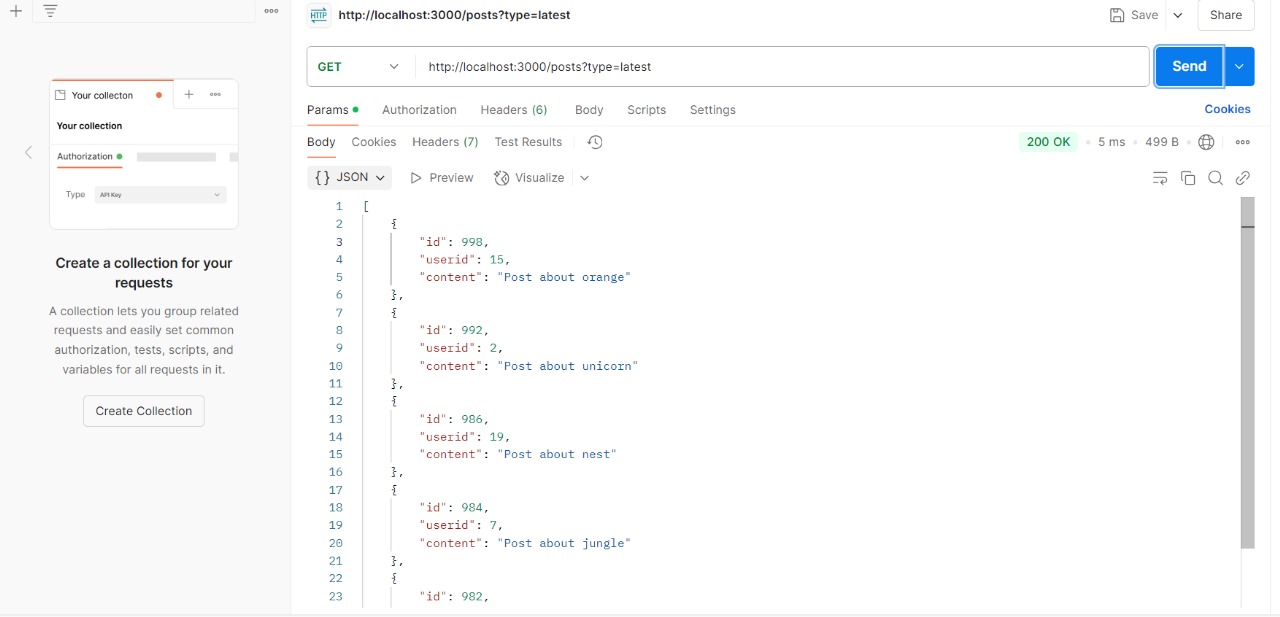 http://localhost:3000/posts?type=latest
Save
Share
GET
http://localhost:3000/posts?type=latest
Send
Params
Authorization
Headers (6)
Body
Scripts
Settings
Cookies
Body
Cookies
Headers (7)
Test Results
200 OK
5 ms
499 B
{} JSON
Preview
Visualize
Your collecton
Your collection
Authorization
Type
API Key
Create a collection for your
requests
A collection lets you group related
requests and easily set common
authorization, tests, scripts, and
variables for all requests in it.
Create Collection
1 [
2 {
3 "id": 998,
4 "userid": 15,
5 "content": "Post about orange"
6 },
7 {
8 "id": 992,
9 "userid": 2,
10 "content": "Post about unicorn"
11 },
12 {
13 "id": 986,
14 "userid": 19,
15 "content": "Post about nest"
16 },
17 {
18 "id": 984,
19 "userid": 7,
20 "content": "Post about jungle"
21 },
22 {
23 "id": 982,